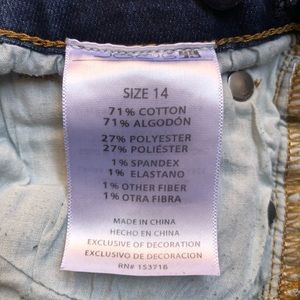 SIZE 14
71% COTTON
71% ALGODÓN
27% POLYESTER
27% POLIÉSTER
1% SPANDEX
1% ELASTANO
1% OTHER FIBER
1% OTRA FIBRA
MADE IN CHINA
HECHO EN CHINA
EXCLUSIVE OF DECORATION
EXCLUSIVO DE DECORACION
RN# 153716